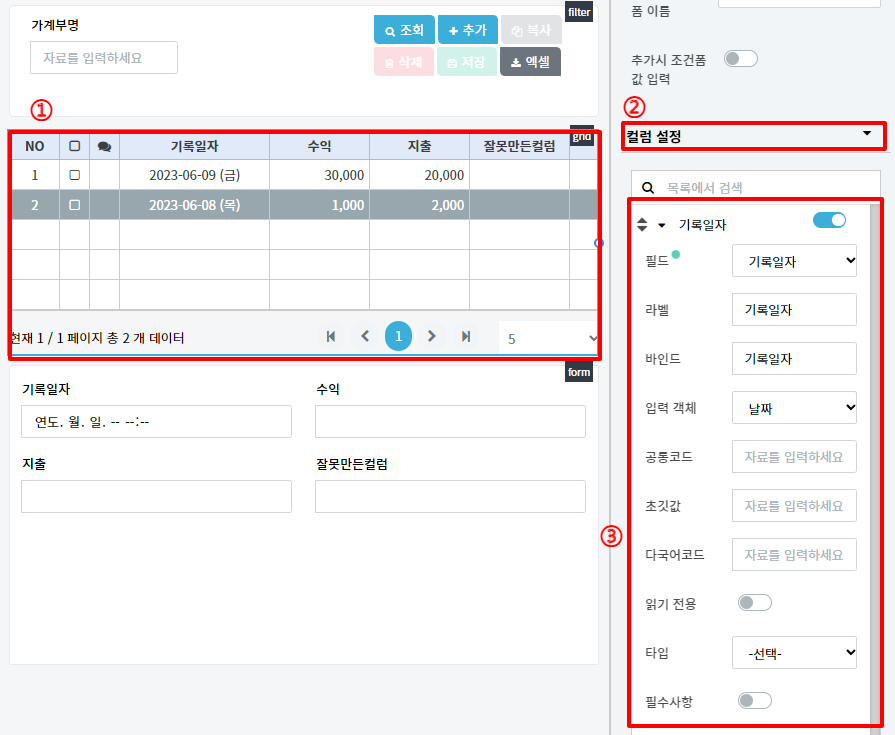 filter
가계부명
조회
추가
복사
자료를 입력하세요
삭제
저장
엑셀
①
grid
NO 기록일자 수익 지출 잘못만든컬럼
1 2023-06-09 (금) 30,000 20,000
2 2023-06-08 (목) 1,000 2,000
현재 1 / 1 페이지 총 2 개 데이터
1
5
form
기록일자 수익
연도. 월. 일. -- --:--
지출 잘못만든컬럼
폼 이름
추가시 조건폼
값 입력
②
컬럼 설정
목록에서 검색
③
기록일자
필드 기록일자
라벨 기록일자
바인드 기록일자
입력 객체 날짜
공통코드 자료를 입력하세요
초깃값 자료를 입력하세요
다국어코드 자료를 입력하세요
읽기 전용
타입 -선택-
필수사항